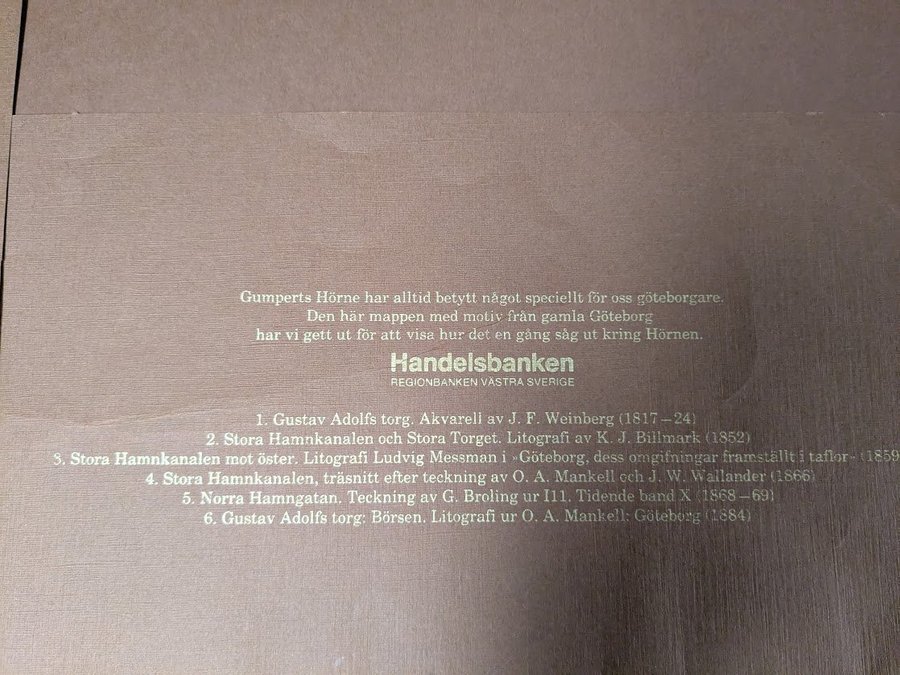 Gumperts Hörne har alltid betytt något speciellt för oss göteborgare.
Den här mappen med motiv från gamla Göteborg
har vi gett ut för att visa hur det en gång såg ut kring Hörnen.
Handelsbanken
REGIONBANKEN VÄSTRA SVERIGE
1. Gustav Adolfs torg. Akvarell av J. F. Weinberg (1817–24)
2. Stora Hamnkanalen och Stora Torget. Litografi av K. J. Billmark (1852)
3. Stora Hamnkanalen mot öster. Litografi Ludvig Messman i »Göteborg, dess omgifningar framställt i taflor» (1859
4. Stora Hamnkanalen, träsnitt efter teckning av O. A. Mankell och J. W. Wallander (1866)
5. Norra Hamngatan. Teckning av G. Broling ur Ill. Tidende band X (1868–69)
6. Gustav Adolfs torg: Börsen. Litografi ur O. A. Mankell: Göteborg (1884)